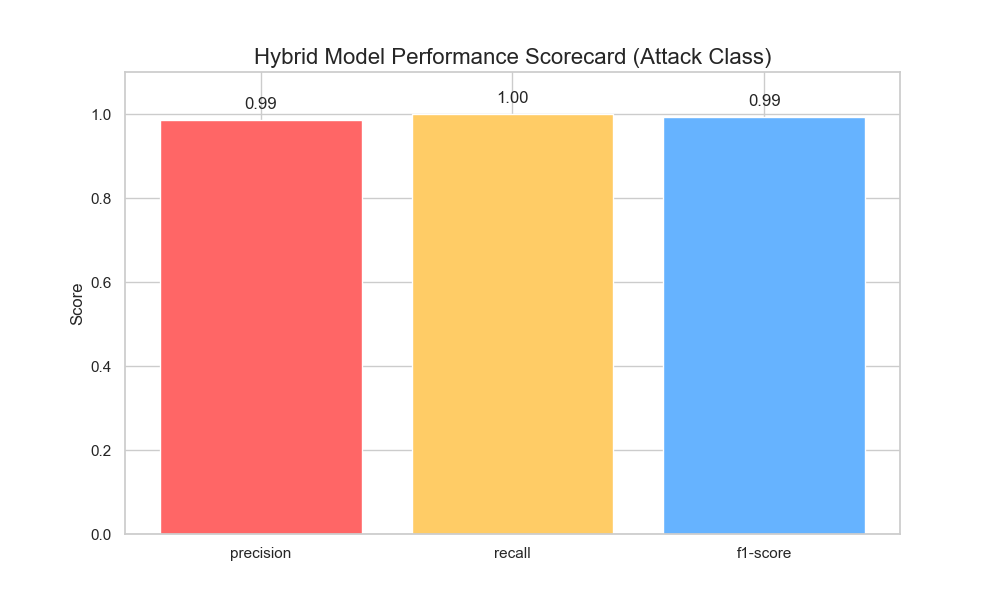 Hybrid Model Performance Scorecard (Attack Class)
0.99
1.00
0.99
1.0
0.8
0.6
0.4
0.2
0.0
Score
precision
recall
f1-score